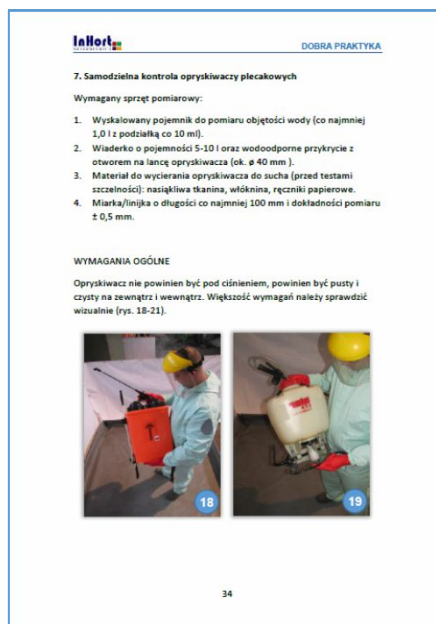 InHort
DOBRA PRAKTYKA
7. Samodzielna kontrola opryskiwaczy plecakowych
Wymagany sprzęt pomiarowy:
1. Wyskalowany pojemnik do pomiaru objętości wody (co najmniej
1,0 l z podziałką co 10 ml).
2. Wiaderko o pojemności 5-10 l oraz wodoodporne przykrycie z
otworem na lancę opryskiwacza (ok. ø 40 mm ).
3. Materiał do wycierania opryskiwacza do sucha (przed testami
szczelności): nasiąkliwa tkanina, włóknina, ręczniki papierowe.
4. Miarka/linijka o długości co najmniej 100 mm i dokładności pomiaru
± 0,5 mm.
WYMAGANIA OGÓLNE
Opryskiwacz nie powinien być pod ciśnieniem, powinien być pusty i
czysty na zewnątrz i wewnątrz. Większość wymagań należy sprawdzić
wizualnie (rys. 18-21).
18
19
34